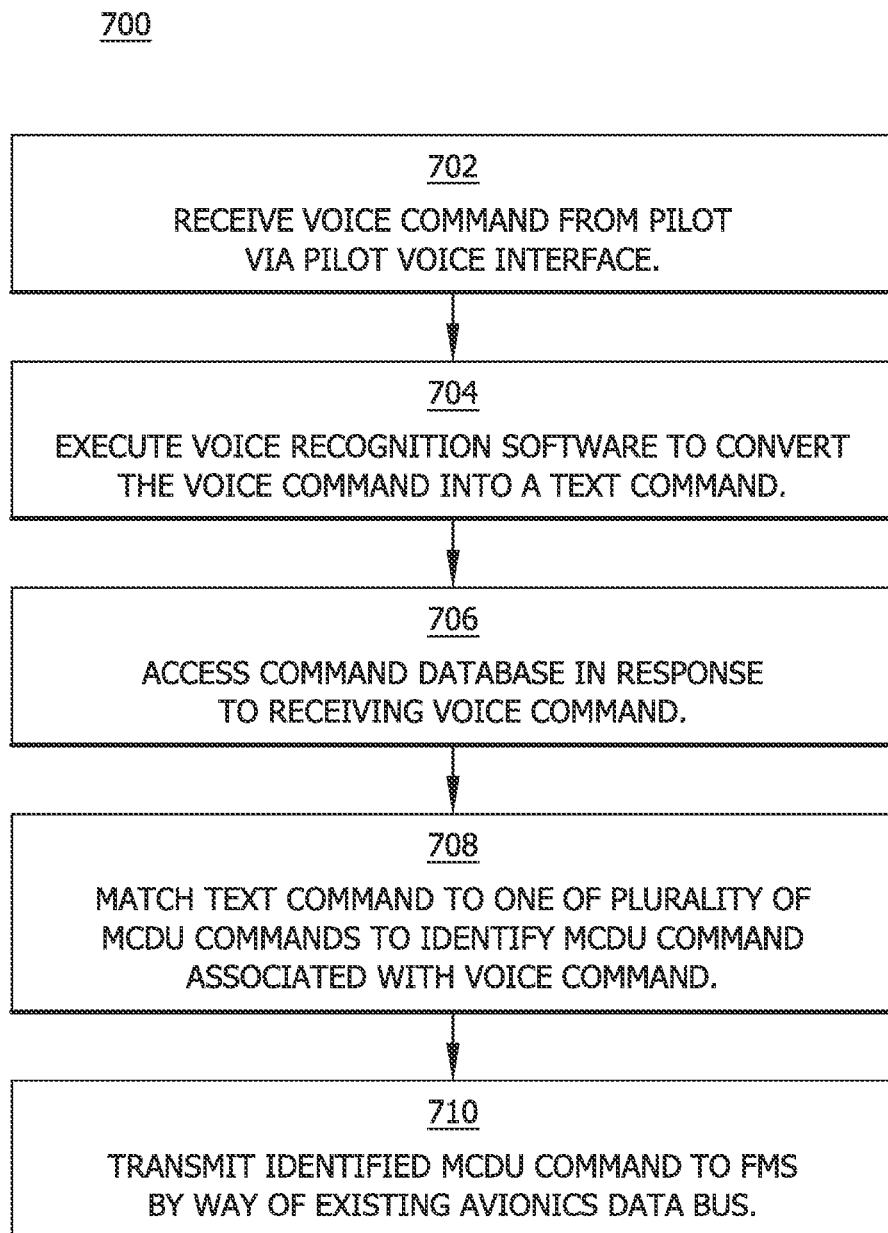 700
702
RECEIVE VOICE COMMAND FROM PILOT
VIA PILOT VOICE INTERFACE.
704
EXECUTE VOICE RECOGNITION SOFTWARE TO CONVERT
THE VOICE COMMAND INTO A TEXT COMMAND.
706
ACCESS COMMAND DATABASE IN RESPONSE
TO RECEIVING VOICE COMMAND.
708
MATCH TEXT COMMAND TO ONE OF PLURALITY OF
MCDU COMMANDS TO IDENTIFY MCDU COMMAND
ASSOCIATED WITH VOICE COMMAND.
710
TRANSMIT IDENTIFIED MCDU COMMAND TO FMS
BY WAY OF EXISTING AVIONICS DATA BUS.